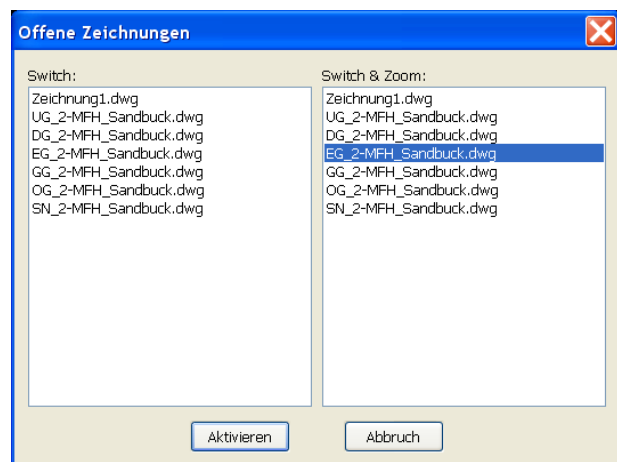 Offene Zeichnungen
Switch:
Zeichnung1.dwg
UG_2-MFH_Sandbuck.dwg
DG_2-MFH_Sandbuck.dwg
EG_2-MFH_Sandbuck.dwg
GG_2-MFH_Sandbuck.dwg
OG_2-MFH_Sandbuck.dwg
SN_2-MFH_Sandbuck.dwg
Switch & Zoom:
Zeichnung1.dwg
UG_2-MFH_Sandbuck.dwg
DG_2-MFH_Sandbuck.dwg
EG_2-MFH_Sandbuck.dwg
GG_2-MFH_Sandbuck.dwg
OG_2-MFH_Sandbuck.dwg
SN_2-MFH_Sandbuck.dwg
Aktivieren
Abbruch